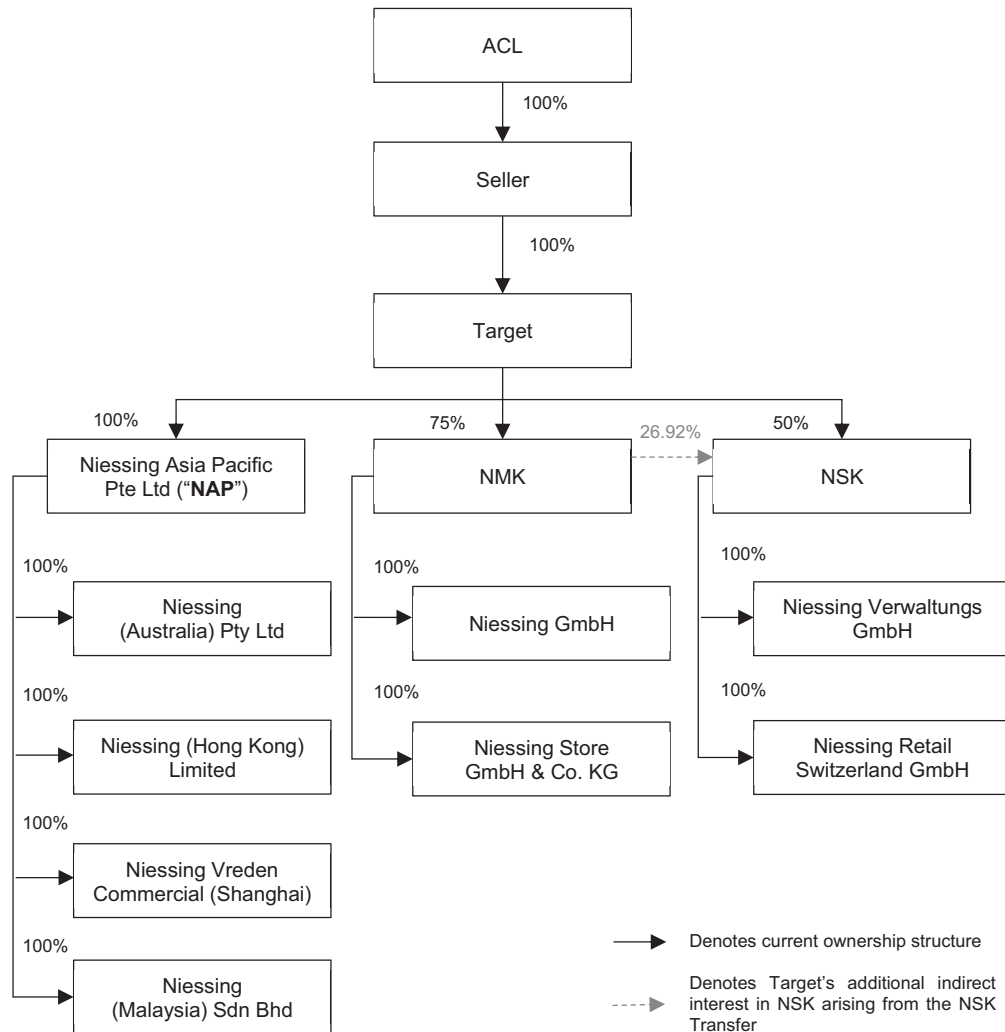 ACL
100%
Seller
100%
Target
100%
75%
26.92%
50%
Niessing Asia Pacific
Pte Ltd (“NAP”)
NMK
NSK
100%
100%
100%
Niessing
(Australia) Pty Ltd
Niessing GmbH
Niessing Verwaltungs
GmbH
100%
100%
100%
Niessing (Hong Kong)
Limited
Niessing Store
GmbH & Co. KG
Niessing Retail
Switzerland GmbH
100%
Niessing Vreden
Commercial (Shanghai)
100%
Niessing
(Malaysia) Sdn Bhd
Denotes current ownership structure
Denotes Target’s additional indirect
interest in NSK arising from the NSK
Transfer